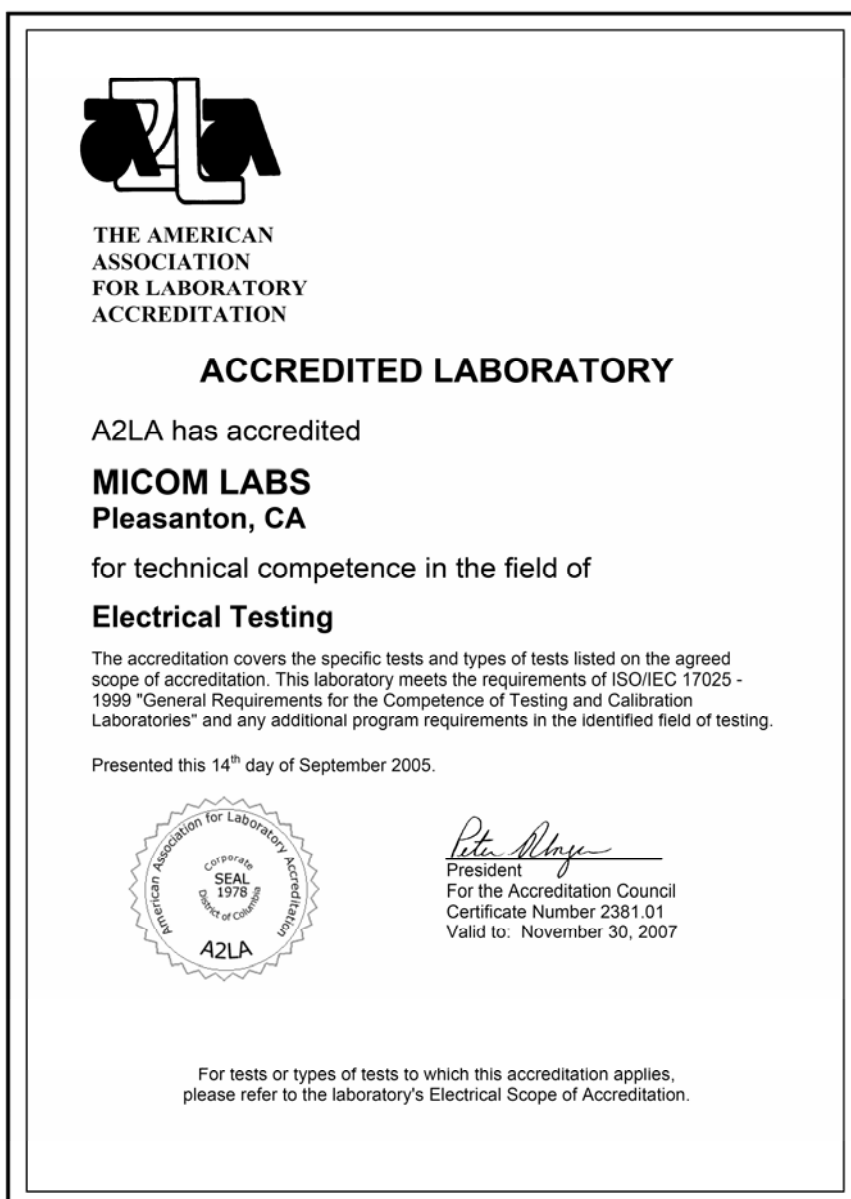 A2LA
THE AMERICAN
ASSOCIATION
FOR LABORATORY
ACCREDITATION
ACCREDITED LABORATORY
A2LA has accredited
MICOM LABS
Pleasanton, CA
for technical competence in the field of
Electrical Testing
The accreditation covers the specific tests and types of tests listed on the agreed
scope of accreditation. This laboratory meets the requirements of ISO/IEC 17025 -
1999 "General Requirements for the Competence of Testing and Calibration
Laboratories" and any additional program requirements in the identified field of testing.
Presented this 14th day of September 2005.
American Association for Laboratory Accreditation
Corporate
SEAL
1978
District of Columbia
A2LA
Peter Unger
President
For the Accreditation Council
Certificate Number 2381.01
Valid to: November 30, 2007
For tests or types of tests to which this accreditation applies,
please refer to the laboratory's Electrical Scope of Accreditation.